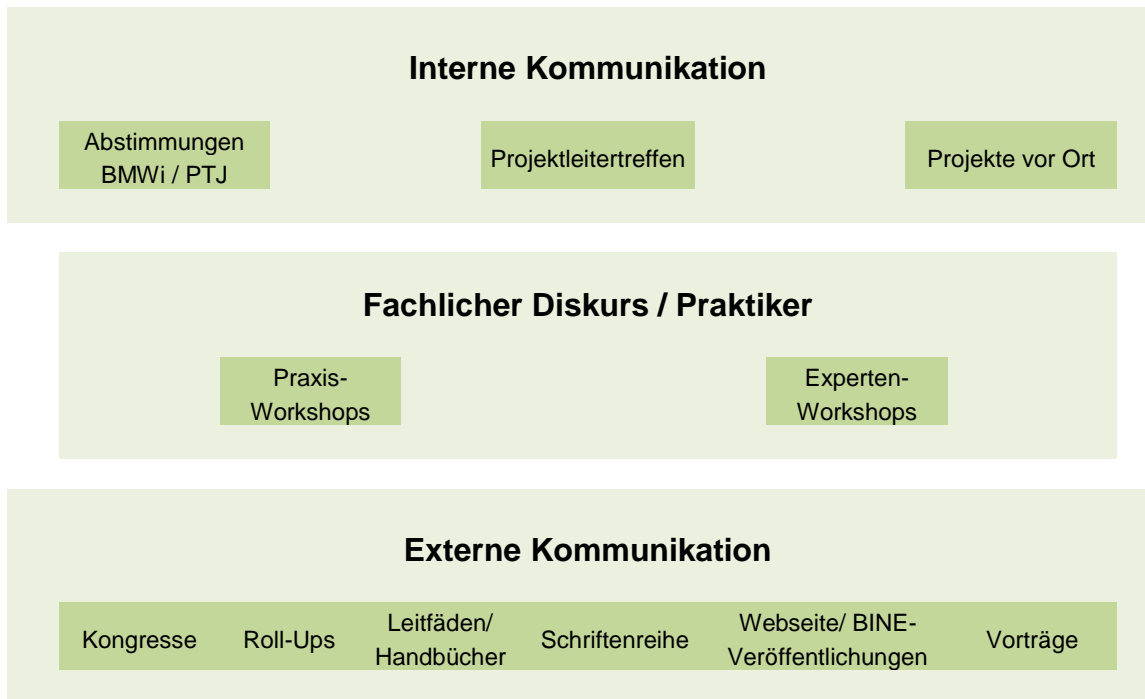 Interne Kommunikation
Abstimmungen
BMWi / PTJ
Projektleitertreffen
Projekte vor Ort
Fachlicher Diskurs / Praktiker
Praxis-
Workshops
Experten-
Workshops
Externe Kommunikation
Kongresse
Roll-Ups
Leitfäden/
Handbücher
Schriftenreihe
Webseite/ BINE-
Veröffentlichungen
Vorträge